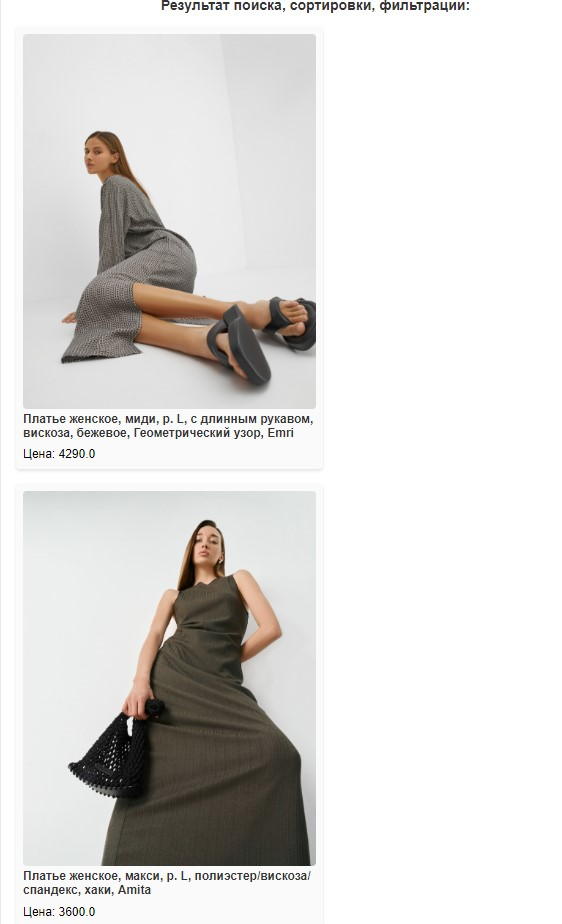 Результат поиска, сортировки, фильтрации:
Платье женское, миди, р. L, с длинным рукавом,
вискоза, бежевое, Геометрический узор, Emri
Цена: 4290.0
Платье женское, макси, р. L, полиэстер/вискоза/
спандекс, хаки, Amita
Цена: 3600.0